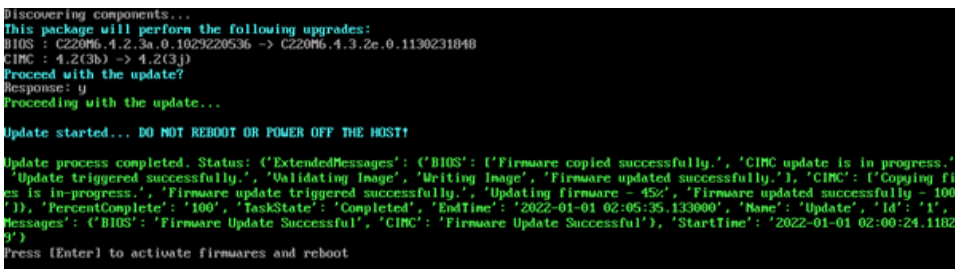 Discovering components...
This package will perform the following upgrades:
BIOS : C220M6.4.2.3a.0.1029220536 -> C220M6.4.3.2e.0.1130231848
CIMC : 4.2(3b) -> 4.2(3j)
Proceed with the update?
Response: y
Proceeding with the update...
Update started... DO NOT REBOOT OR POWER OFF THE HOST!
Update process completed. Status: {'ExtendedMessages': {'BIOS': ['Firmware copied successfully.', 'CIMC update is in progress.'
 'Update triggered successfully.', 'Validating Image', 'Writing Image', 'Firmware updated successfully.'], 'CIMC': ['Copying fi
es is in-progress.', 'Firmware update triggered successfully.', 'Updating firmware - 45%', 'Firmware updated successfully - 100
']}, 'PercentComplete': '100', 'TaskState': 'Completed', 'EndTime': '2022-01-01 02:05:35.133000', 'Name': 'Update', 'Id': '1',
Messages': {'BIOS': 'Firmware Update Successful', 'CIMC': 'Firmware Update Successful'}, 'StartTime': '2022-01-01 02:00:24.1182
9'}
Press [Enter] to activate firmwares and reboot